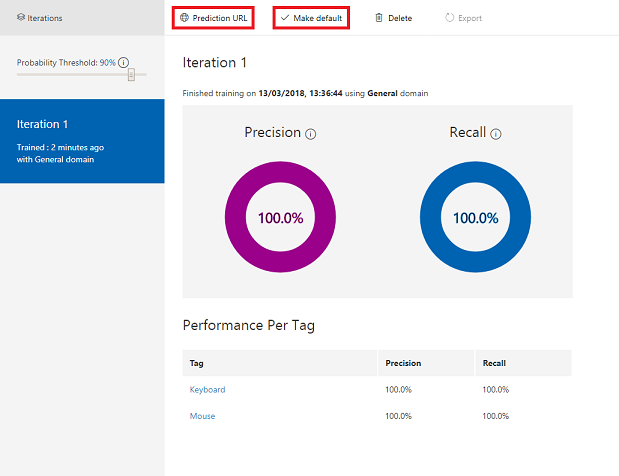 Iterations
Prediction URL
Make default
Delete
Export
Probability Threshold: 90%
Iteration 1
Trained : 2 minutes ago
with General domain
Iteration 1
Finished training on 13/03/2018, 13:36:44 using General domain
Precision Recall
100.0% 100.0%
Performance Per Tag
Tag Precision Recall
Keyboard 100.0% 100.0%
Mouse 100.0% 100.0%